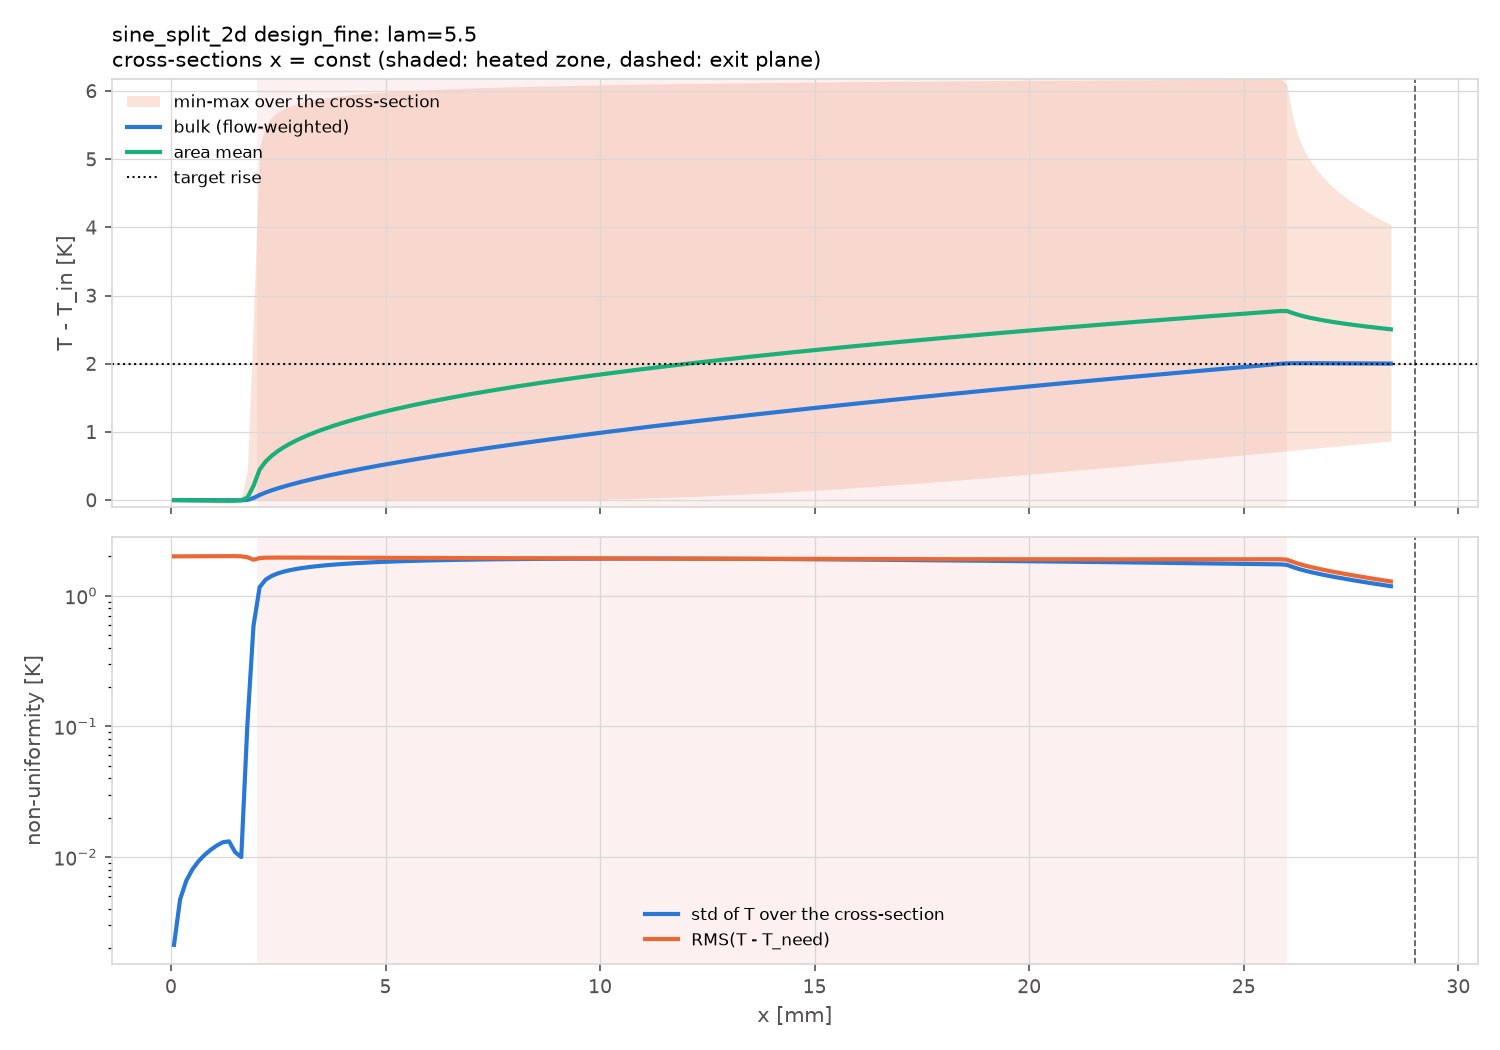 sine_split_2d design_fine: lam=5.5
cross-sections x = const (shaded: heated zone, dashed: exit plane)
6
5
4
3
2
1
0
T - T_in [K]
min-max over the cross-section
bulk (flow-weighted)
area mean
target rise
10⁰
10⁻¹
10⁻²
non-uniformity [K]
std of T over the cross-section
RMS(T - T_need)
0 5 10 15 20 25 30
x [mm]